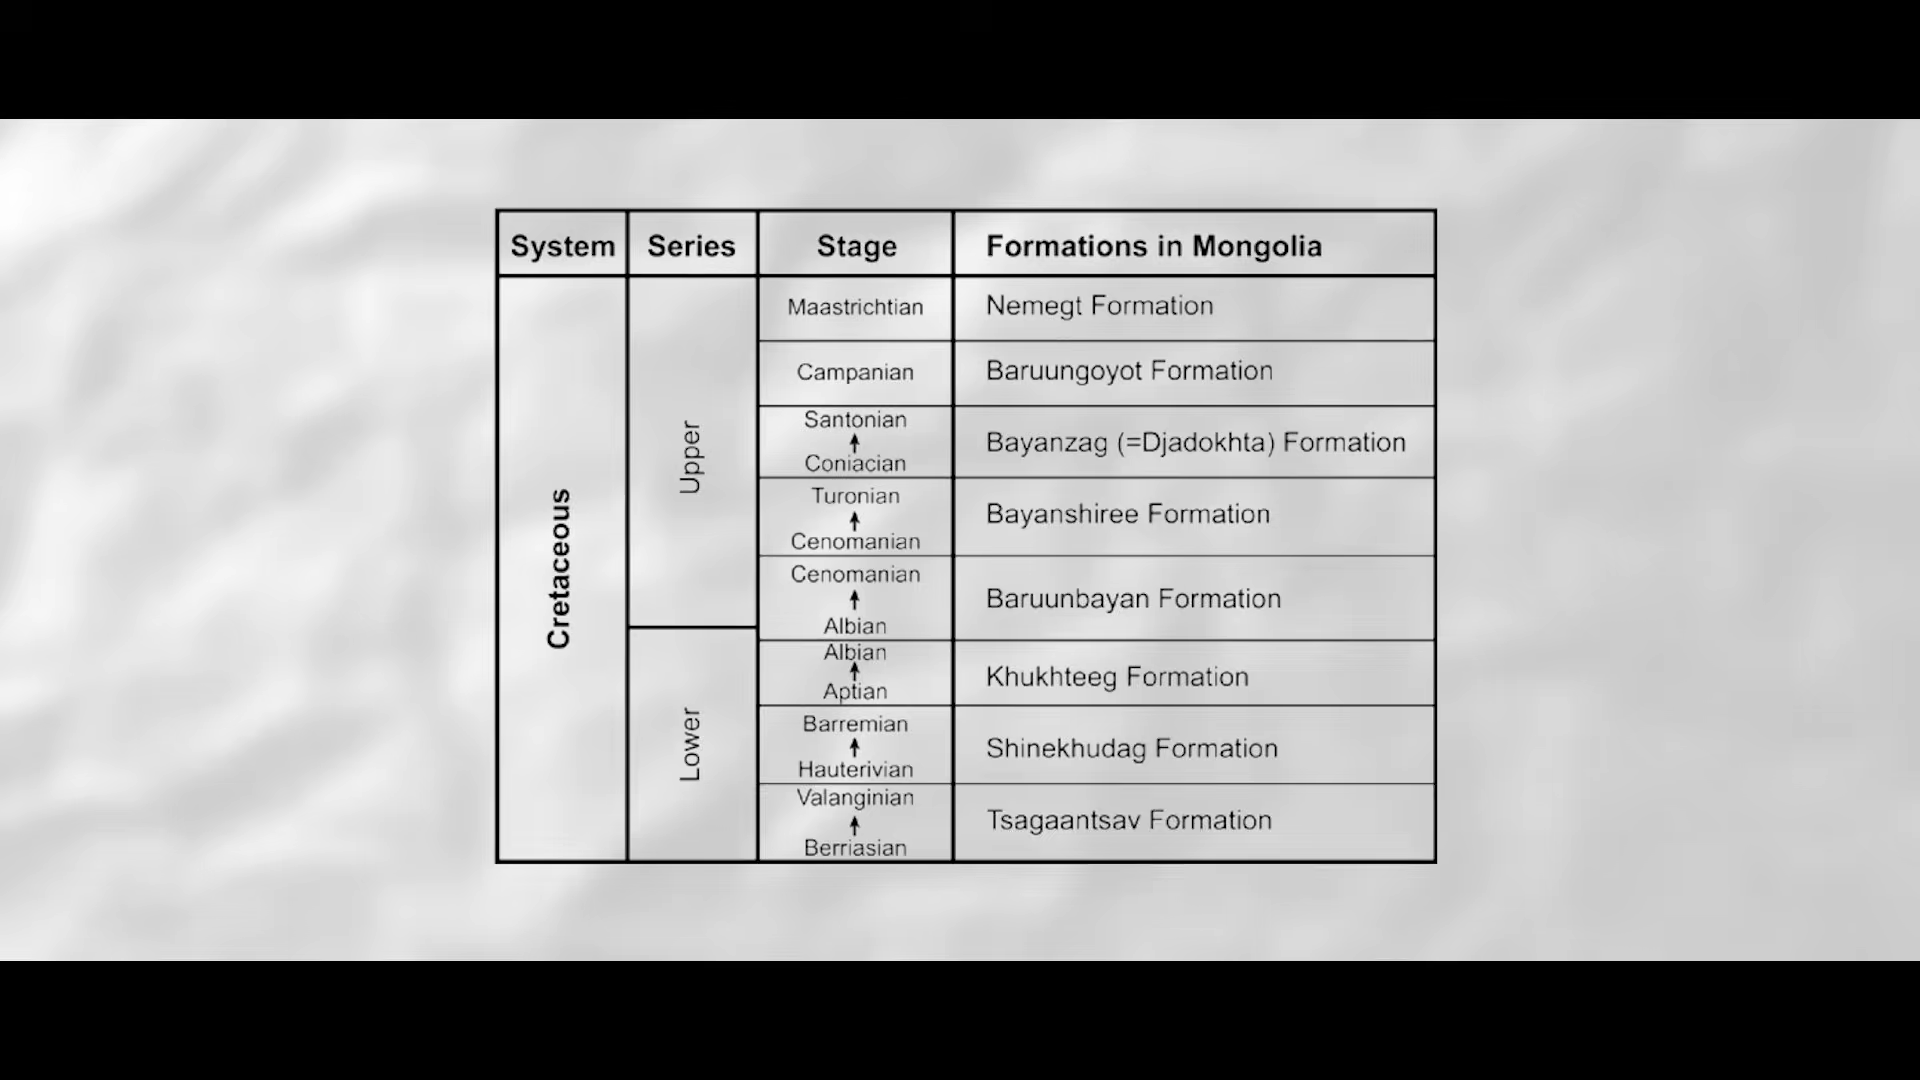 System Series Stage Formations in Mongolia
Cretaceous
Upper
Maastrichtian Nemegt Formation
Campanian Baruungoyot Formation
Santonian
Coniacian
Bayanzag (=Djadokhta) Formation
Turonian
Cenomanian
Bayanshiree Formation
Cenomanian
Albian
Baruunbayan Formation
Lower
Albian
Aptian
Khukhteeg Formation
Barremian
Hauterivian
Shinekhudag Formation
Valanginian
Berriasian
Tsagaantsav Formation